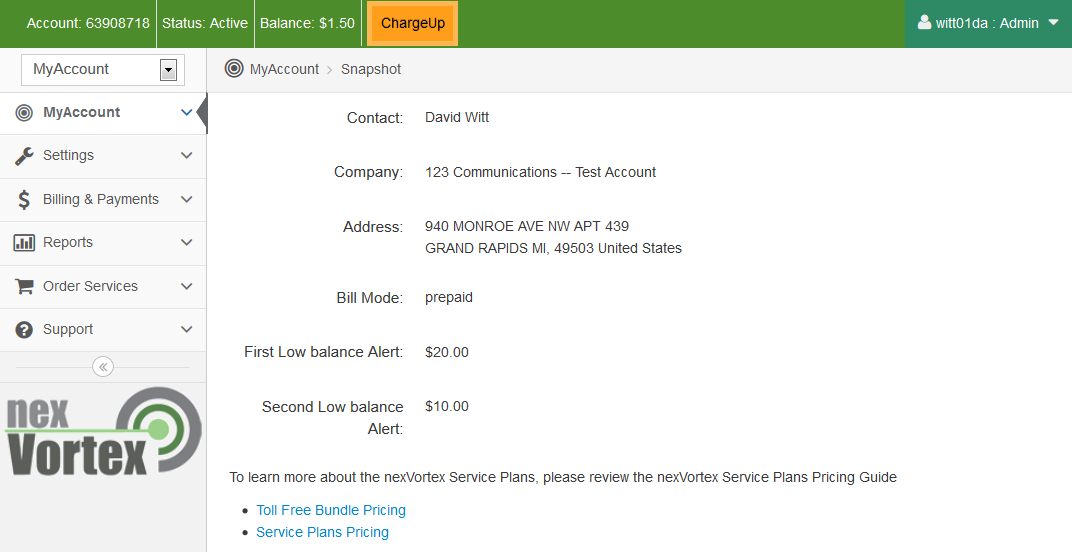 Account: 63908718 Status: Active Balance: $1.50 ChargeUp witt01da : Admin
MyAccount
MyAccount > Snapshot
MyAccount
Settings
Billing & Payments
Reports
Order Services
Support
nex
Vortex
Contact: David Witt
Company: 123 Communications -- Test Account
Address: 940 MONROE AVE NW APT 439
GRAND RAPIDS MI, 49503 United States
Bill Mode: prepaid
First Low balance Alert: $20.00
Second Low balance $10.00
Alert:
To learn more about the nexVortex Service Plans, please review the nexVortex Service Plans Pricing Guide
• Toll Free Bundle Pricing
• Service Plans Pricing